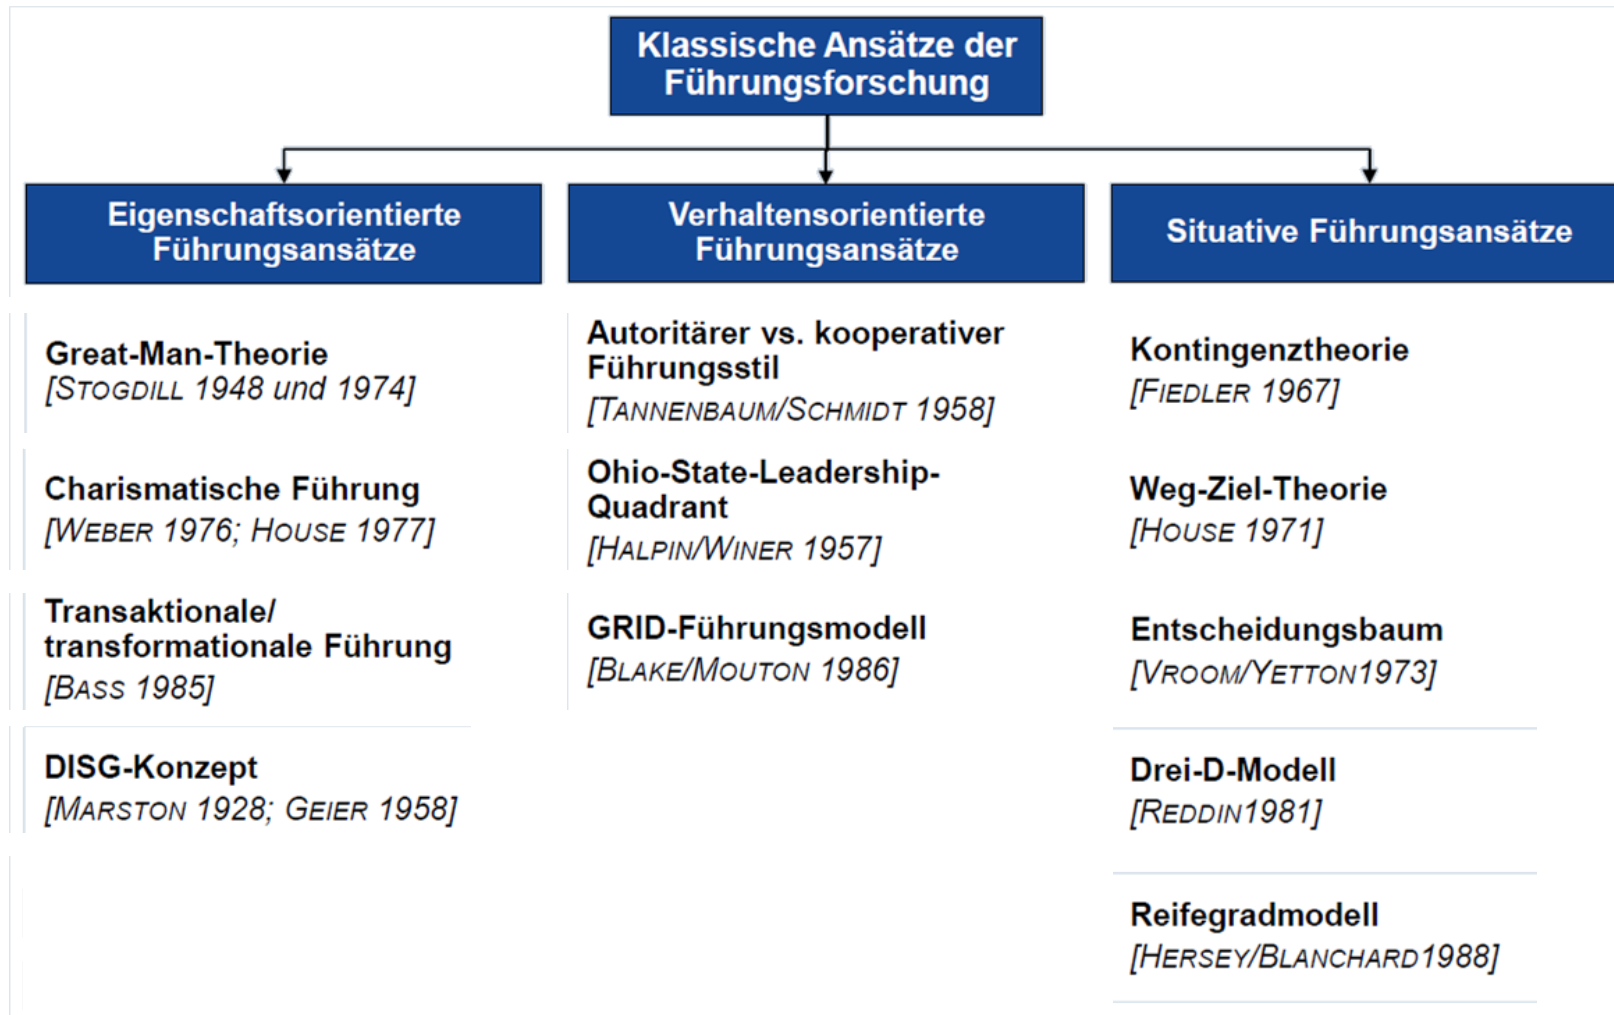 Klassische Ansätze der
Führungsforschung
Eigenschaftsorientierte
Führungsansätze
Verhaltensorientierte
Führungsansätze
Situative Führungsansätze
Great-Man-Theorie
[STOGDILL 1948 und 1974]
Charismatische Führung
[WEBER 1976; HOUSE 1977]
Transaktionale/
transformationale Führung
[BASS 1985]
DISG-Konzept
[MARSTON 1928; GEIER 1958]
Autoritärer vs. kooperativer
Führungsstil
[TANNENBAUM/SCHMIDT 1958]
Ohio-State-Leadership-
Quadrant
[HALPIN/WINER 1957]
GRID-Führungsmodell
[BLAKE/MOUTON 1986]
Kontingenztheorie
[FIEDLER 1967]
Weg-Ziel-Theorie
[HOUSE 1971]
Entscheidungsbaum
[VROOM/YETTON1973]
Drei-D-Modell
[REDDIN1981]
Reifegradmodell
[HERSEY/BLANCHARD1988]